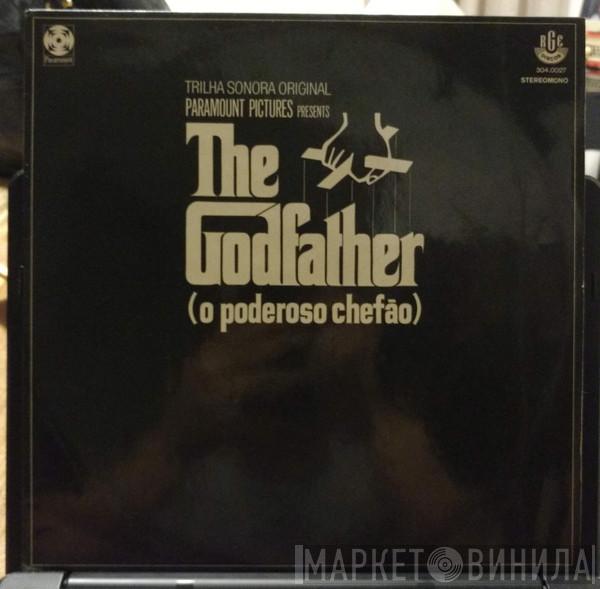 Paramount
RGE
304.0027
STEREOMONO
TRILHA SONORA ORIGINAL
PARAMOUNT PICTURES PRESENTS
The
Godfather
(o poderoso chefão)
МАРКЕТ ВИНИЛА